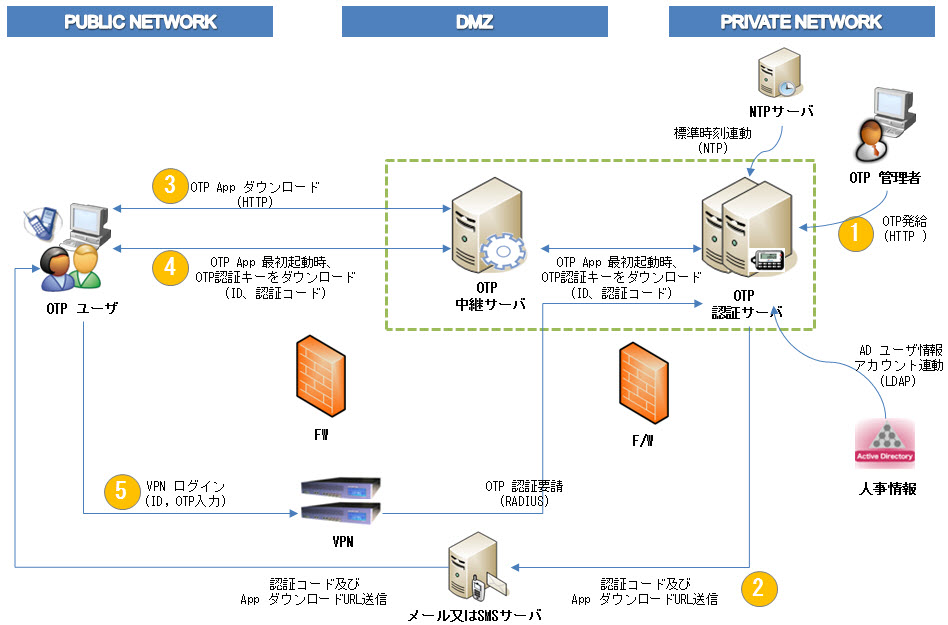 PUBLIC NETWORK
DMZ
PRIVATE NETWORK
NTPサーバ
標準時刻連動
(NTP)
OTP 管理者
1
OTP発給
(HTTP )
3
OTP App ダウンロード
(HTTP)
4
OTP App 最初起動時、
OTP認証キーをダウンロード
(ID、認証コード)
OTP ユーザ
OTP
中継サーバ
OTP App 最初起動時、
OTP認証キーをダウンロード
(ID、認証コード)
OTP
認証サーバ
AD ユーザ情報
アカウント連動
(LDAP)
Active Directory
人事情報
FW
F/W
5
VPN ログイン
(ID，OTP入力)
VPN
OTP 認証要請
(RADIUS)
認証コード及び
App ダウンロードURL送信
メール又はSMSサーバ
認証コード及び
App ダウンロードURL送信
2